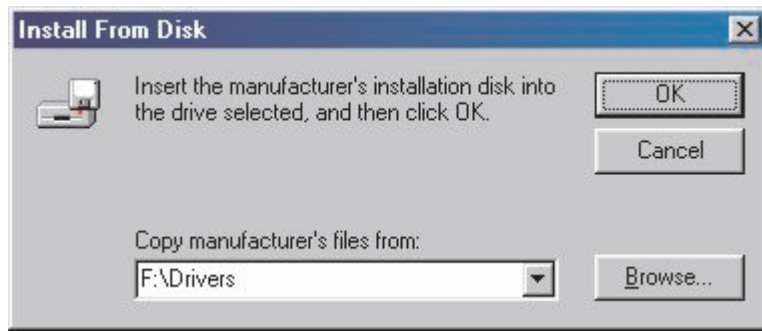 Install From Disk
Insert the manufacturer's installation disk into
the drive selected, and then click OK.
OK
Cancel
Copy manufacturer's files from:
F:\Drivers
Browse...